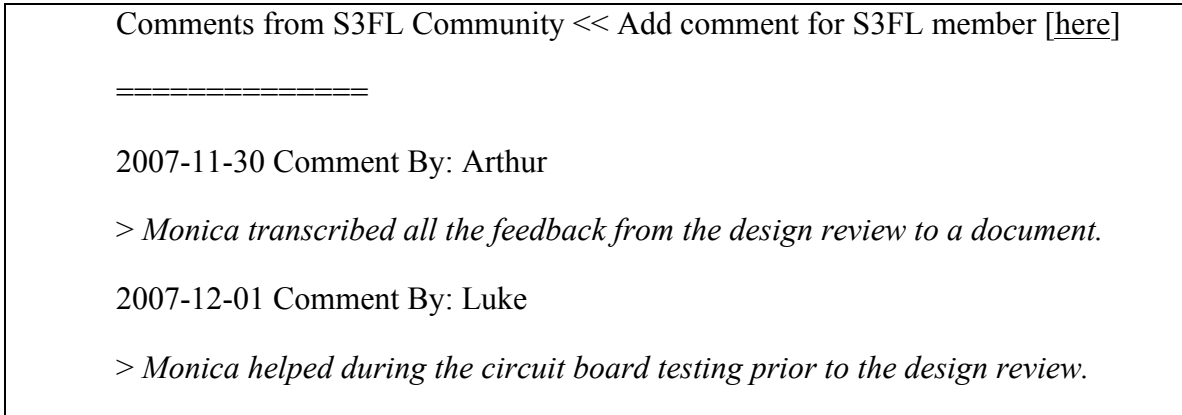 Comments from S3FL Community << Add comment for S3FL member [here]
==============
2007-11-30 Comment By: Arthur
> Monica transcribed all the feedback from the design review to a document.
2007-12-01 Comment By: Luke
> Monica helped during the circuit board testing prior to the design review.